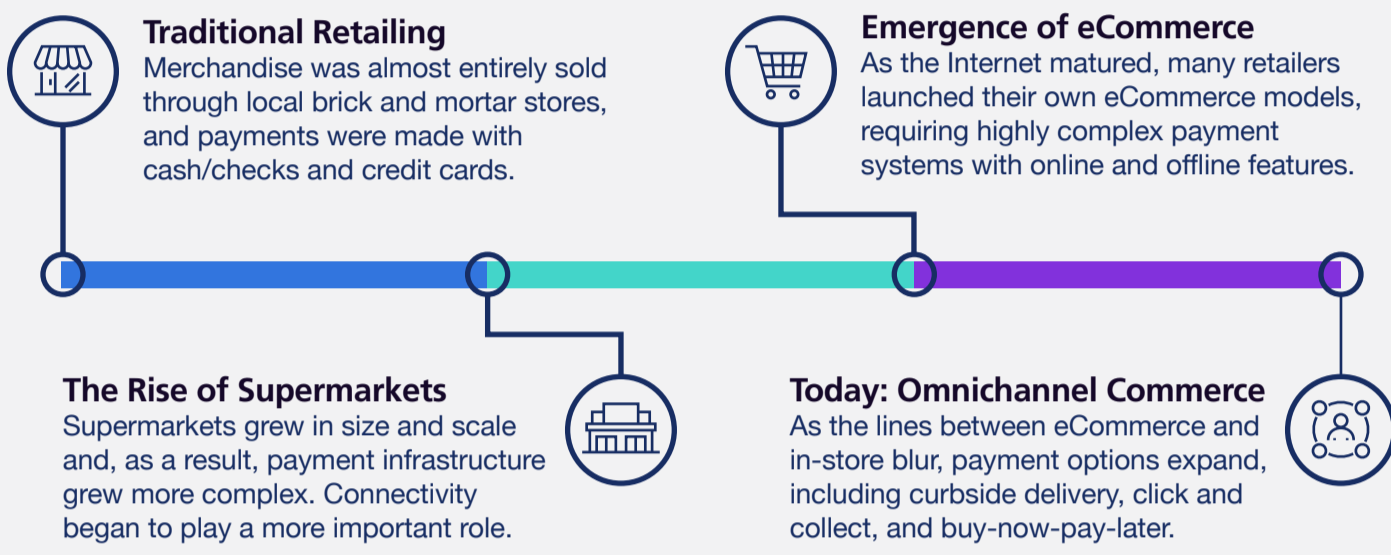 Traditional Retailing
Merchandise was almost entirely sold
through local brick and mortar stores,
and payments were made with
cash/checks and credit cards.
The Rise of Supermarkets
Supermarkets grew in size and scale
and, as a result, payment infrastructure
grew more complex. Connectivity
began to play a more important role.
Emergence of eCommerce
As the Internet matured, many retailers
launched their own eCommerce models,
requiring highly complex payment
systems with online and offline features.
Today: Omnichannel Commerce
As the lines between eCommerce and
in-store blur, payment options expand,
including curbside delivery, click and
collect, and buy-now-pay-later.